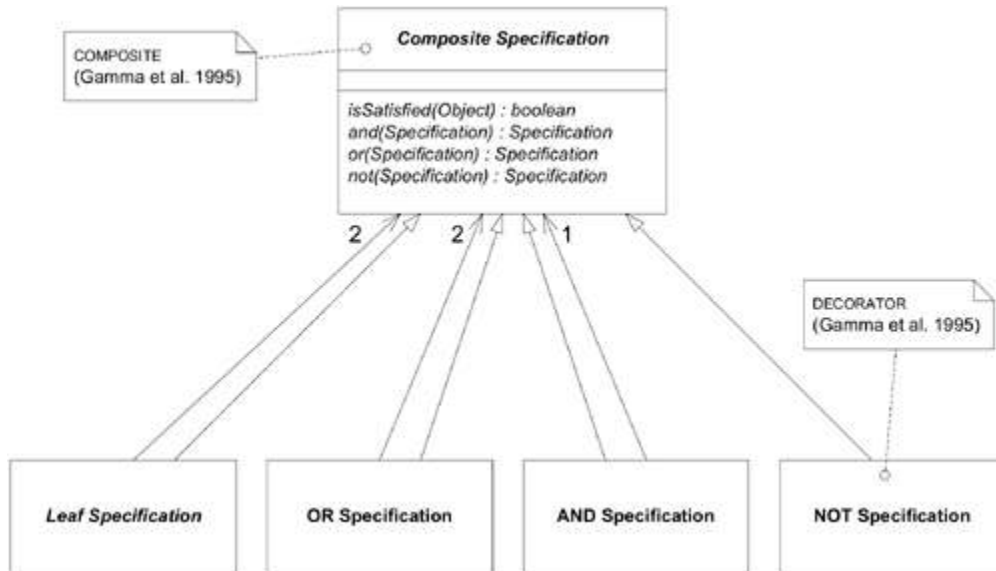 Composite Specification
COMPOSITE
(Gamma et al. 1995)
isSatisfied(Object) : boolean
and(Specification) : Specification
or(Specification) : Specification
not(Specification) : Specification
2
2
1
DECORATOR
(Gamma et al. 1995)
Leaf Specification
OR Specification
AND Specification
NOT Specification